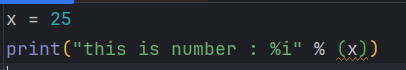 x = 25
print("this is number : %i" % (x))